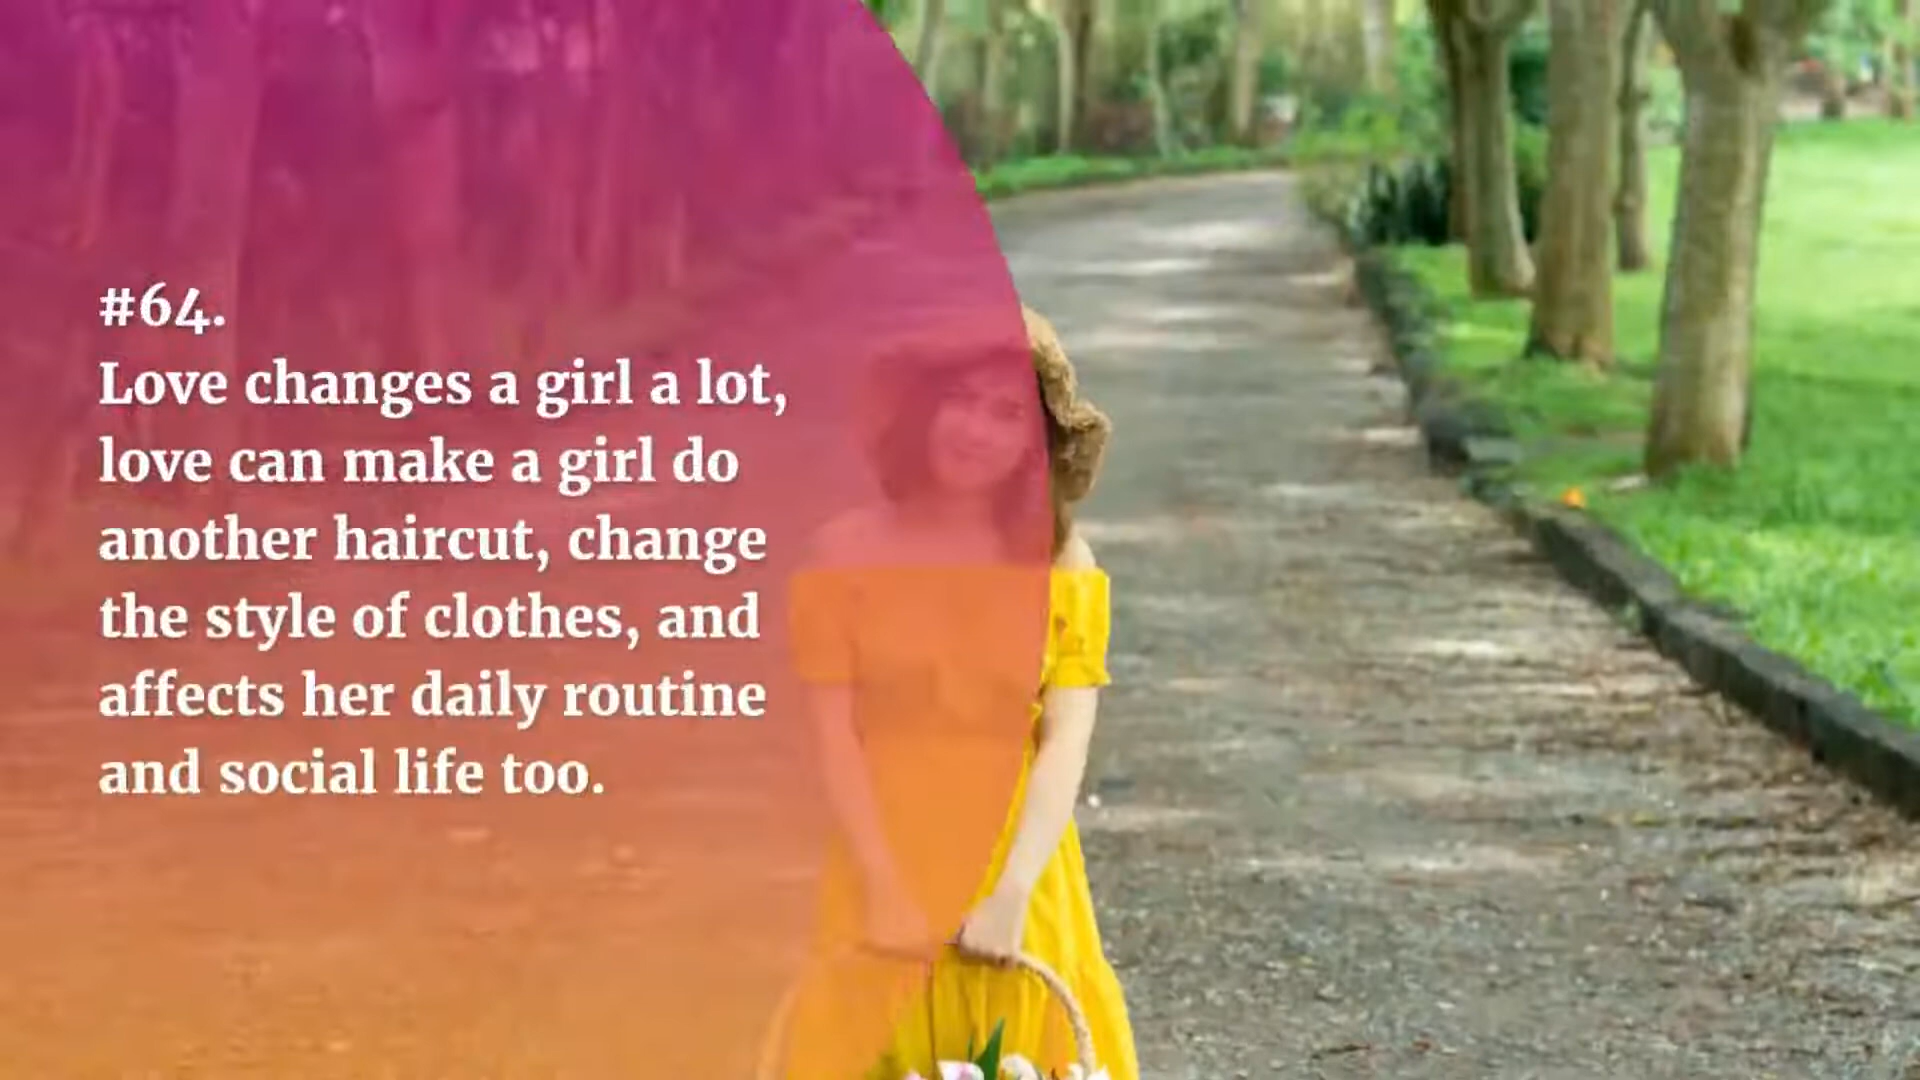 #64.
Love changes a girl a lot,
love can make a girl do
another haircut, change
the style of clothes, and
affects her daily routine
and social life too.